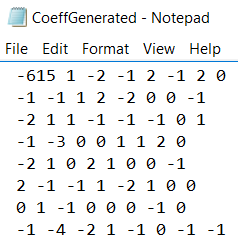 CoeffGenerated - Notepad
File Edit Format View Help
-615 1 -2 -1 2 -1 2 0
-1 -1 1 2 -2 0 0 -1
-2 1 1 -1 -1 -1 0 1
-1 -3 0 0 1 1 2 0
-2 1 0 2 1 0 0 -1
2 -1 -1 1 -2 1 0 0
0 1 -1 0 0 0 -1 0
-1 -4 -2 1 -1 0 -1 -1